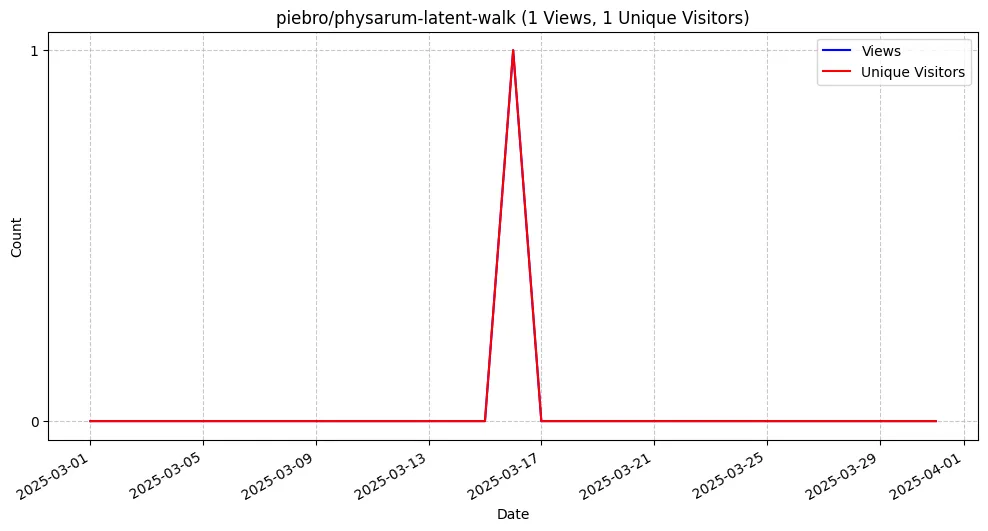 piebro/physarum-latent-walk (1 Views, 1 Unique Visitors)
Views
Unique Visitors
Count
1
0
2025-03-01
2025-03-05
2025-03-09
2025-03-13
2025-03-17
2025-03-21
2025-03-25
2025-03-29
2025-04-01
Date